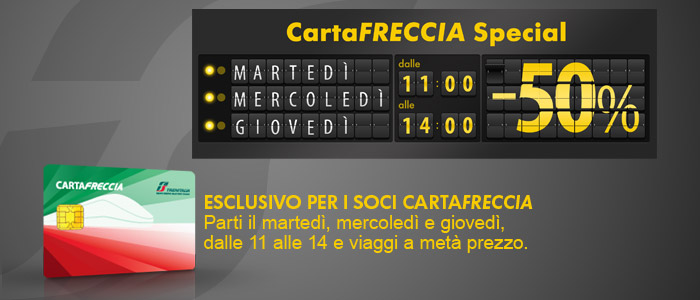 CartaFRECCIA Special
dalle
MARTEDÌ
11:00
MERCOLEDÌ
alle
GIOVEDÌ
14:00
-50%
CARTAFRECCIA
TRENITALIA
ESCLUSIVO PER I SOCI CARTAFRECCIA
Parti il martedì, mercoledì e giovedì,
dalle 11 alle 14 e viaggi a metà prezzo.